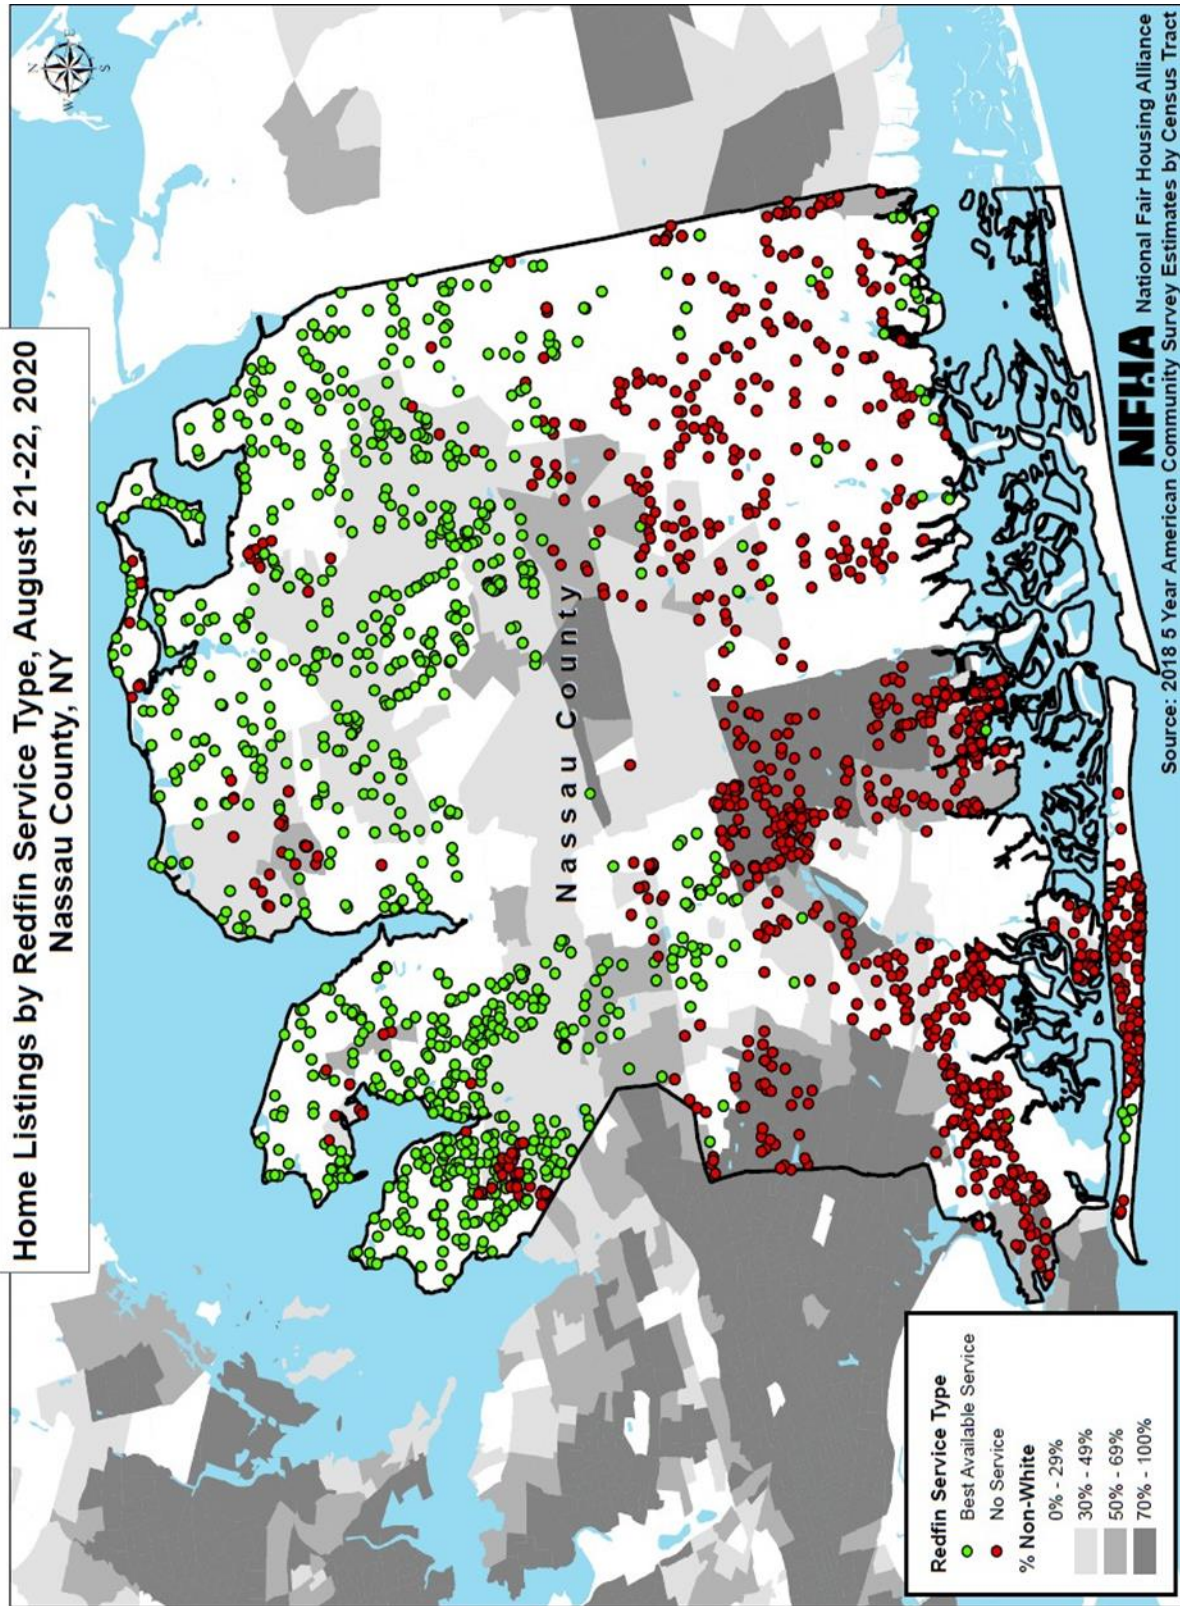 Home Listings by Redfin Service Type, August 21-22, 2020
Nassau County, NY
N
W
E
S
Nassau County
Redfin Service Type
Best Available Service
No Service
% Non-White
0% - 29%
30% - 49%
50% - 69%
70% - 100%
NFHA National Fair Housing Alliance
Source: 2018 5 Year American Community Survey Estimates by Census Tract